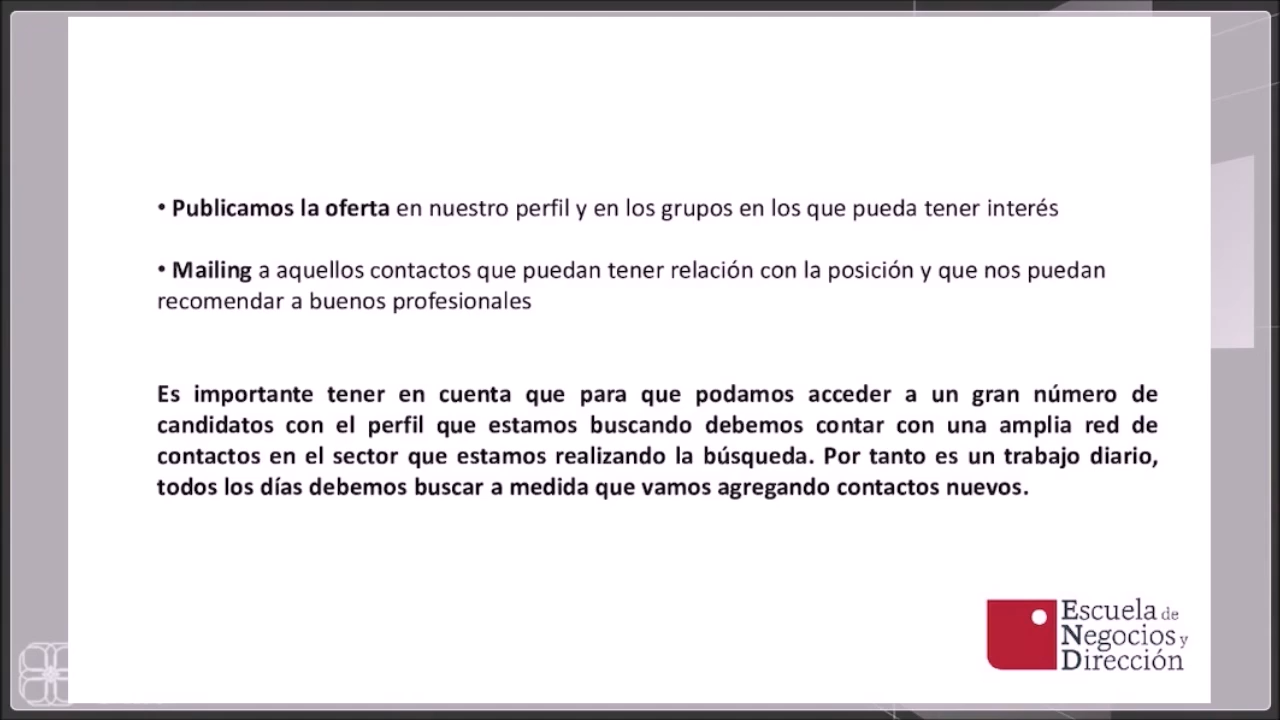 • Publicamos la oferta en nuestro perfil y en los grupos en los que pueda tener interés
• Mailing a aquellos contactos que puedan tener relación con la posición y que nos puedan
recomendar a buenos profesionales
Es importante tener en cuenta que para que podamos acceder a un gran número de
candidatos con el perfil que estamos buscando debemos contar con una amplia red de
contactos en el sector que estamos realizando la búsqueda. Por tanto es un trabajo diario,
todos los días debemos buscar a medida que vamos agregando contactos nuevos.
Escuela de
Negocios y
Dirección